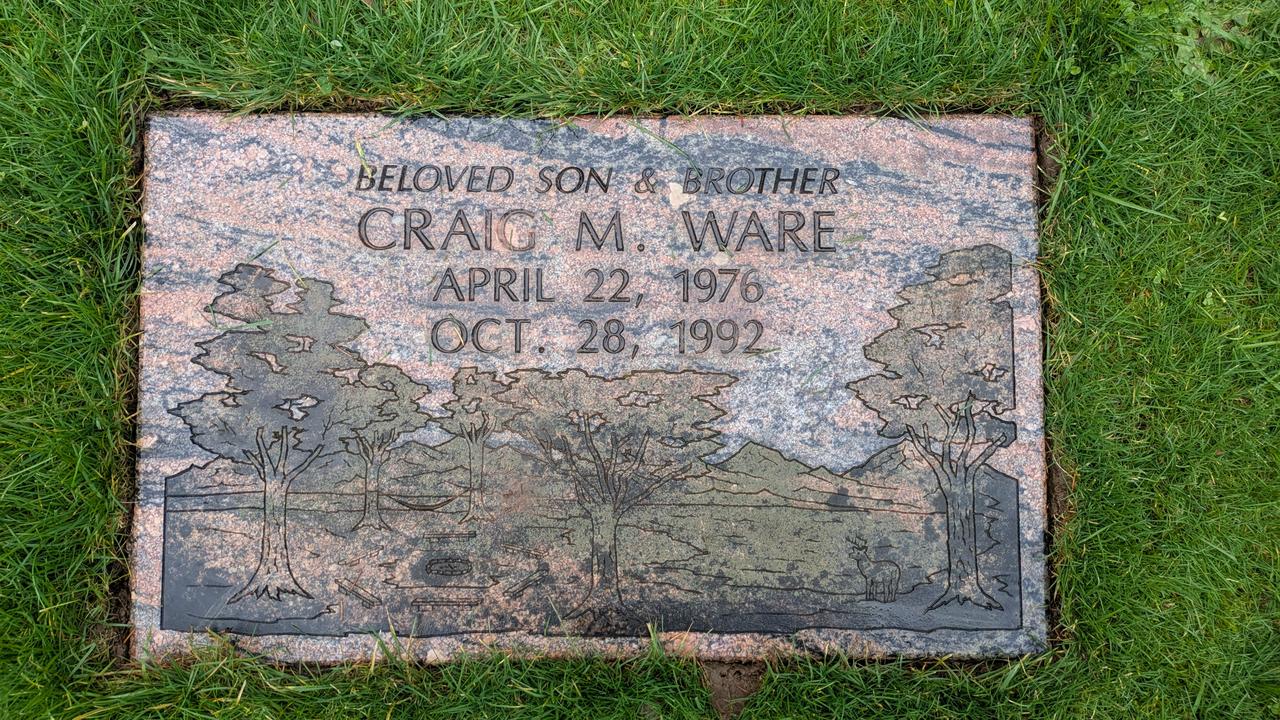 BELOVED SON & BROTHER
CRAIG M. WARE
APRIL 22, 1976
OCT. 28, 1992